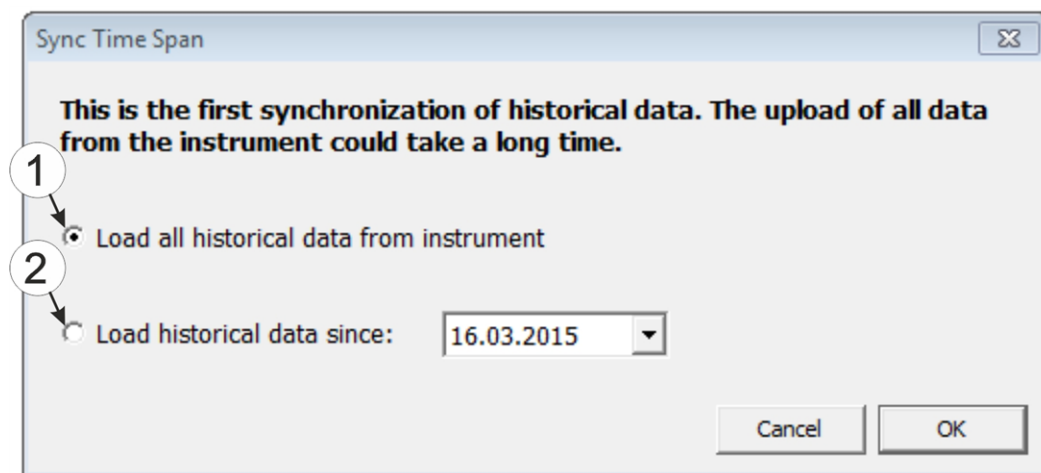 Sync Time Span
This is the first synchronization of historical data. The upload of all data
from the instrument could take a long time.
1
Load all historical data from instrument
2
Load historical data since: 16.03.2015
Cancel OK